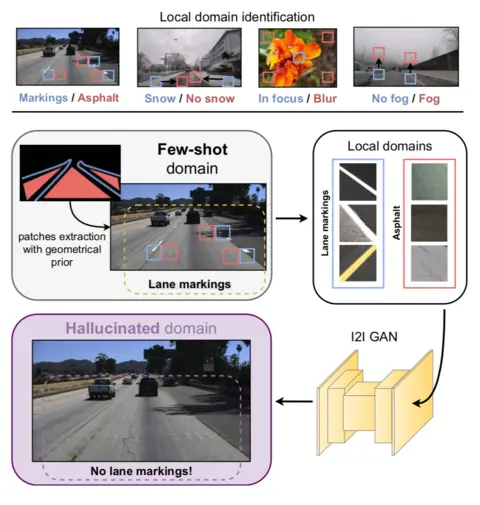 Local domain identification
Markings / Asphalt
Snow / No snow
In focus / Blur
No fog / Fog
Few-shot
domain
patches extraction
with geometrical
prior
Lane markings
Local domains
Lane markings
Asphalt
Hallucinated domain
No lane markings!
I2I GAN